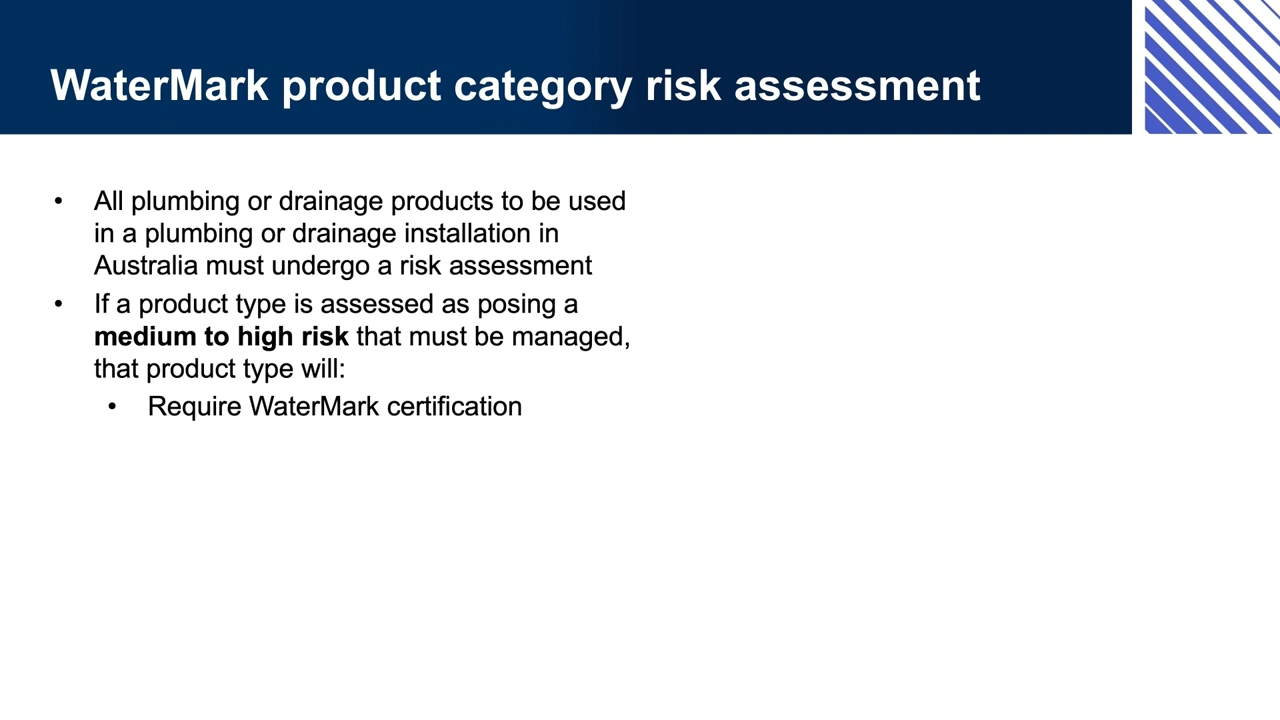 WaterMark product category risk assessment
• All plumbing or drainage products to be used
in a plumbing or drainage installation in
Australia must undergo a risk assessment
• If a product type is assessed as posing a
medium to high risk that must be managed,
that product type will:
• Require WaterMark certification